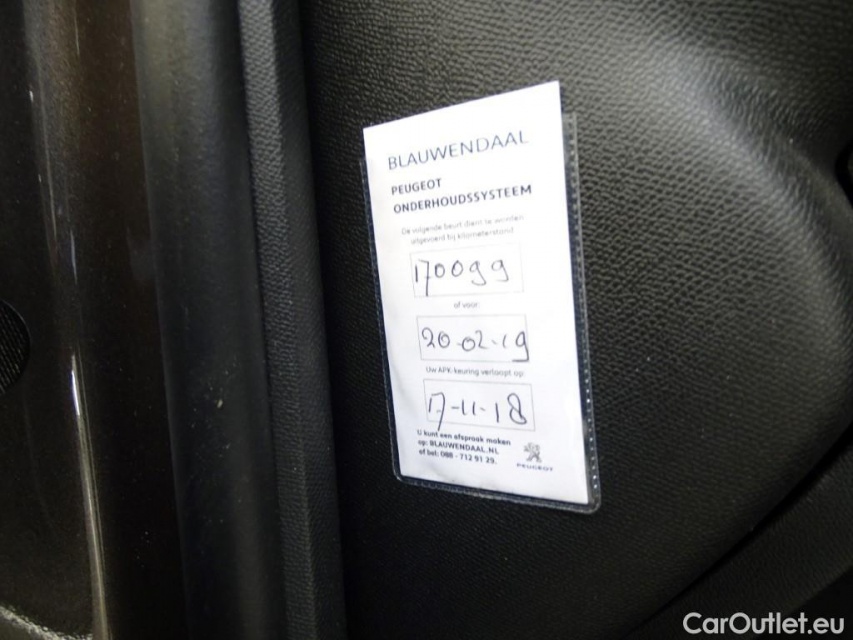 BLAUWENDAAL
PEUGEOT
ONDERHOUDSSYSTEEM
De volgende beurt dient te worden
uitgevoerd bij kilometerstand:
170099
of voor:
20-02-19
Uw APK-keuring verloopt op:
17-11-18
U kunt een afspraak maken
op: BLAUWENDAAL.NL
of bel: 088 - 712 91 29.
PEUGEOT
CarOutlet.eu